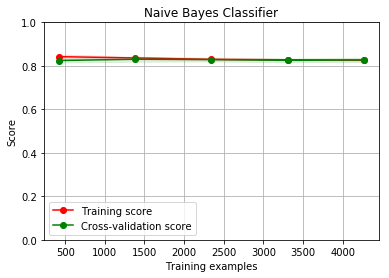 Naive Bayes Classifier
1.0
0.8
0.6
0.4
0.2
0.0
Score
Training score
Cross-validation score
500 1000 1500 2000 2500 3000 3500 4000
Training examples